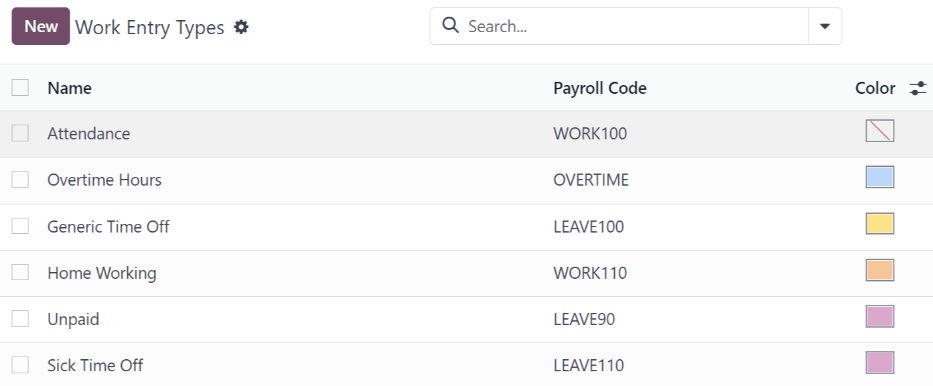 New Work Entry Types Search...
Name Payroll Code Color
Attendance WORK100
Overtime Hours OVERTIME
Generic Time Off LEAVE100
Home Working WORK110
Unpaid LEAVE90
Sick Time Off LEAVE110